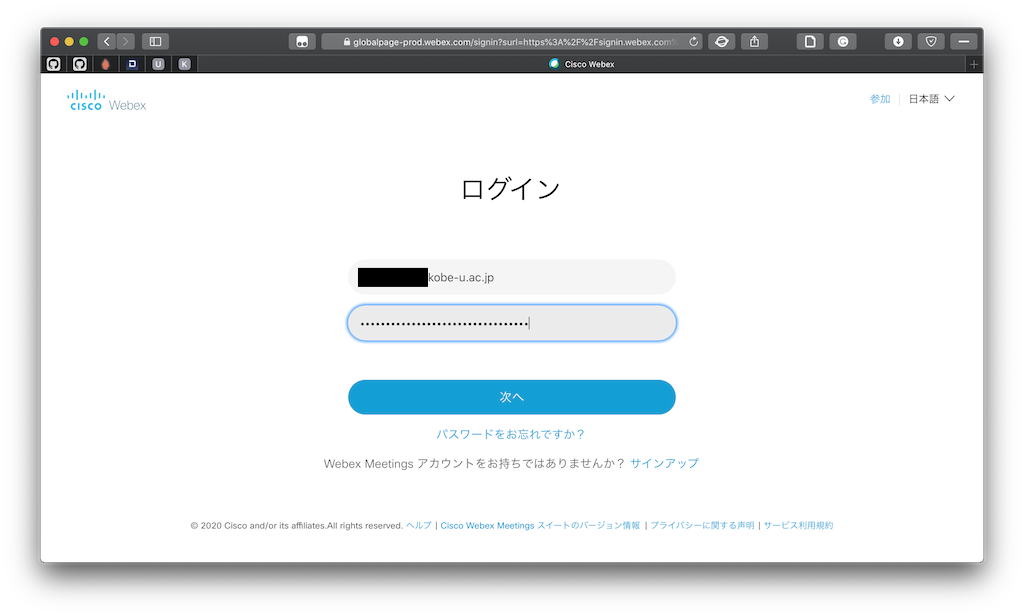 globalpage-prod.webex.com/signin?surl=https%3A%2F%2Fsignin.webex.com%
D U K
Cisco Webex
CISCO Webex
参加 | 日本語
ログイン
kobe-u.ac.jp
••••••••••••••••••••••••••••••••••
次へ
パスワードをお忘れですか？
Webex Meetings アカウントをお持ちではありませんか？ サインアップ
© 2020 Cisco and/or its affiliates.All rights reserved. ヘルプ | Cisco Webex Meetings スイートのバージョン情報 | プライバシーに関する声明 | サービス利用規約